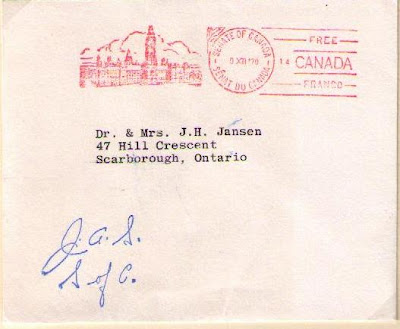 SENATE OF CANADA
SÉNAT DU CANADA
FREE
14 CANADA
FRANCO
Dr. & Mrs. J.H. Jansen
47 Hill Crescent
Scarborough, Ontario
J.A.S.
S of C.